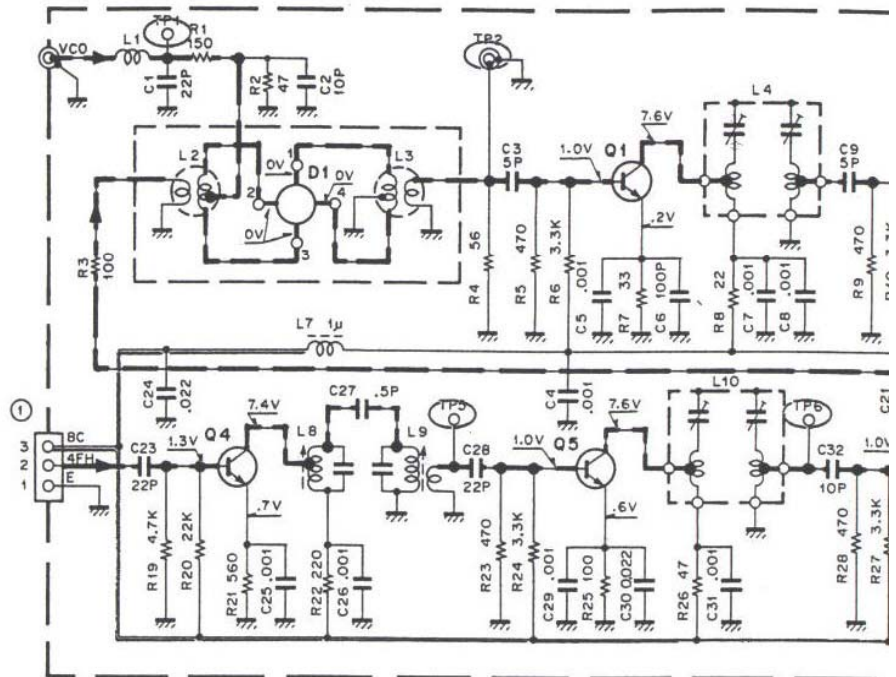 VCO
L1
TP1
R1
150
C1
22P
R2
47
C2
10P
TP2
L2
0V
1
D1
L3
2
0V
4
0V
3
R3
100
C3
5P
1.0V
Q1
7.6V
.2V
L4
C9
5P
R4
56
R5
470
R6
3.3K
C5
.001
R7
33
C6
100P
R8
22
C7
.001
C8
.001
R9
470
3.3K
L7
1μ
C24
.022
C4
.001
1
3
8C
2
4FH
1
E
C23
22P
1.3V
Q4
7.4V
.7V
C27
.5P
L8
L9
TP5
C28
22P
1.0V
Q5
7.6V
.6V
L10
TP6
C32
10P
C21
1.0V
R19
4.7K
R20
22K
R21
560
C25
.001
R22
220
C26
.001
R23
470
R24
3.3K
C29
.001
R25
100
C30
0.022
R26
47
C31
.001
R28
470
R27
3.3K